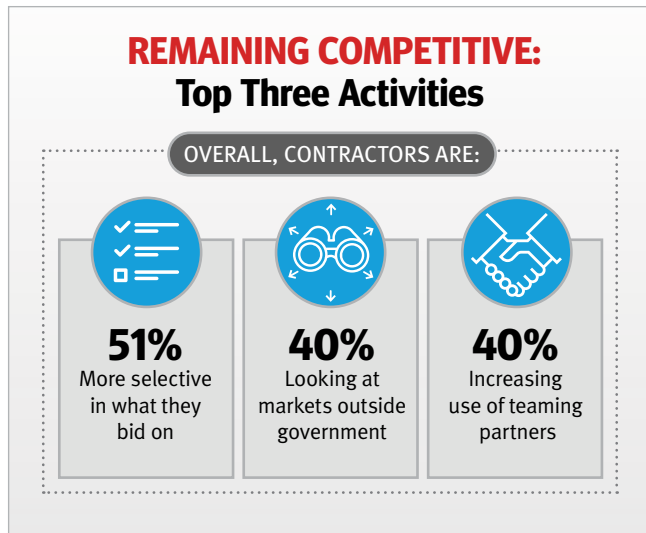 REMAINING COMPETITIVE:
Top Three Activities
OVERALL, CONTRACTORS ARE:
51%
More selective
in what they
bid on
40%
Looking at
markets outside
government
40%
Increasing
use of teaming
partners